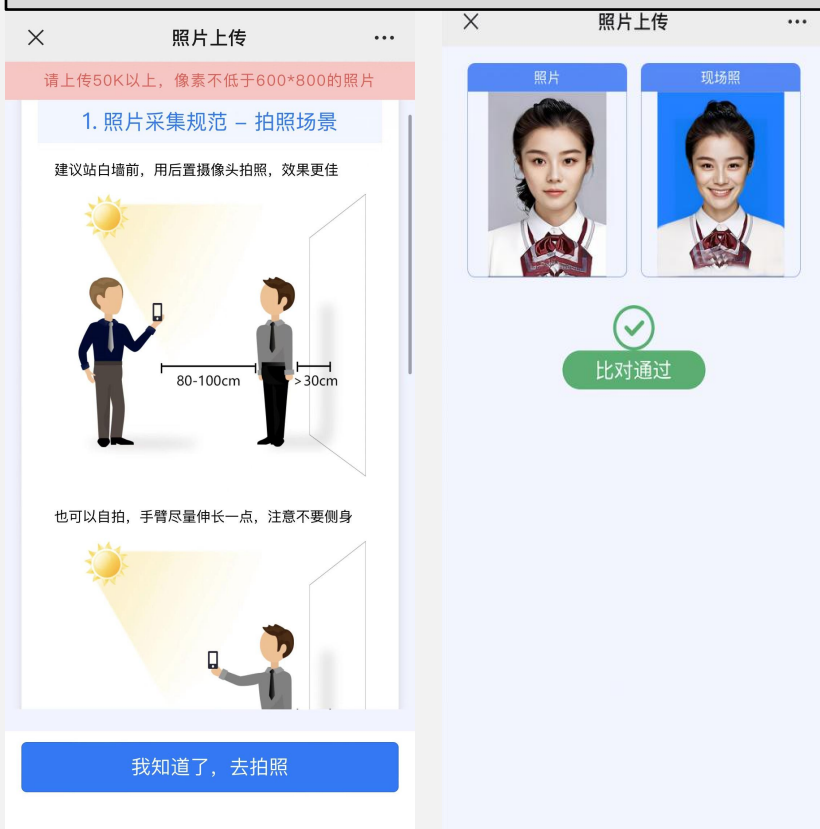 照片上传
请上传50K以上，像素不低于600*800的照片
1. 照片采集规范 – 拍照场景
建议站白墙前，用后置摄像头拍照，效果更佳
80-100cm
>30cm
也可以自拍，手臂尽量伸长一点，注意不要侧身
我知道了，去拍照
照片上传
照片
现场照
比对通过